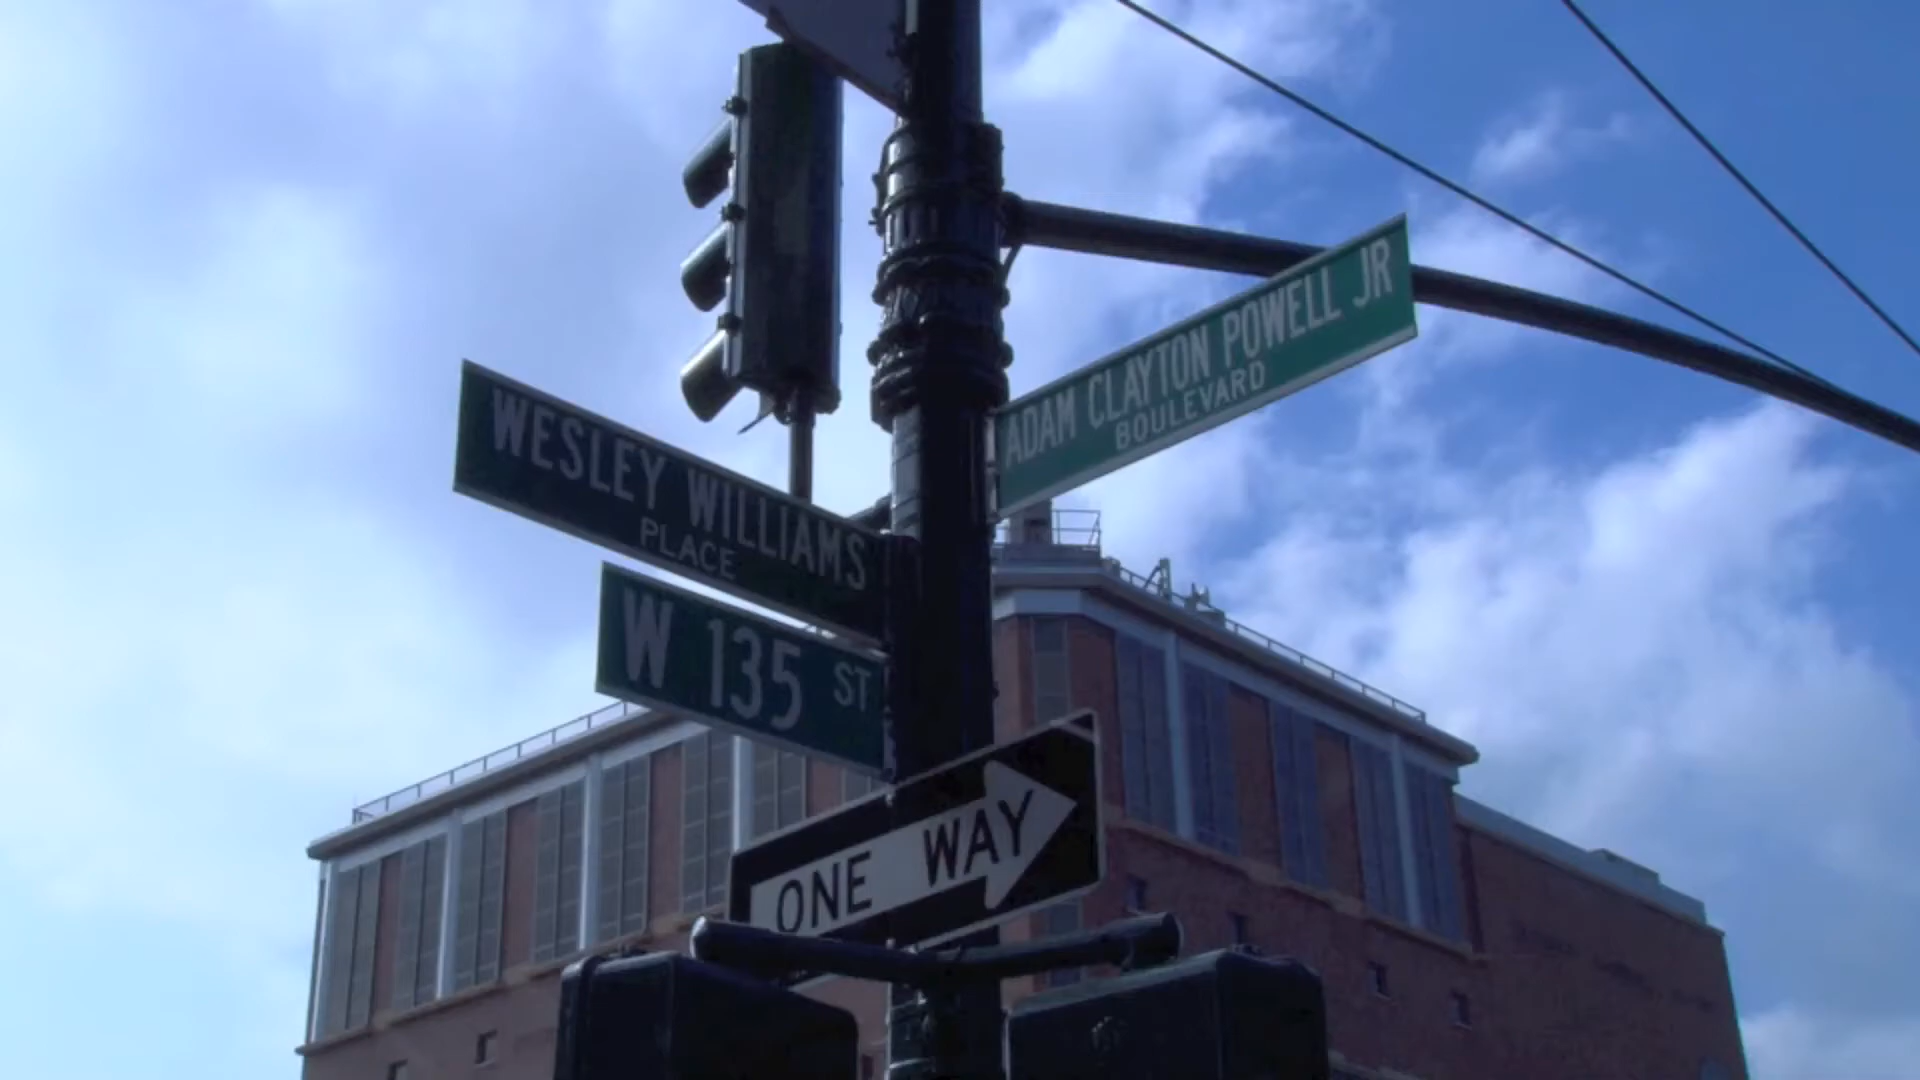 ADAM CLAYTON POWELL JR
BOULEVARD
WESLEY WILLIAMS
PLACE
W 135 ST
ONE WAY